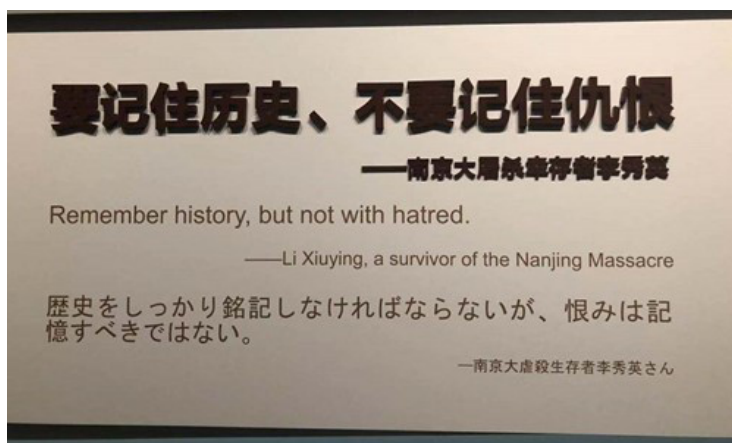 要记住历史、不要记住仇恨
——南京大屠杀幸存者李秀英
Remember history, but not with hatred.
——Li Xiuying, a survivor of the Nanjing Massacre
歴史をしっかり銘記しなければならないが、恨みは記
憶すべきではない。
—南京大虐殺生存者李秀英さん